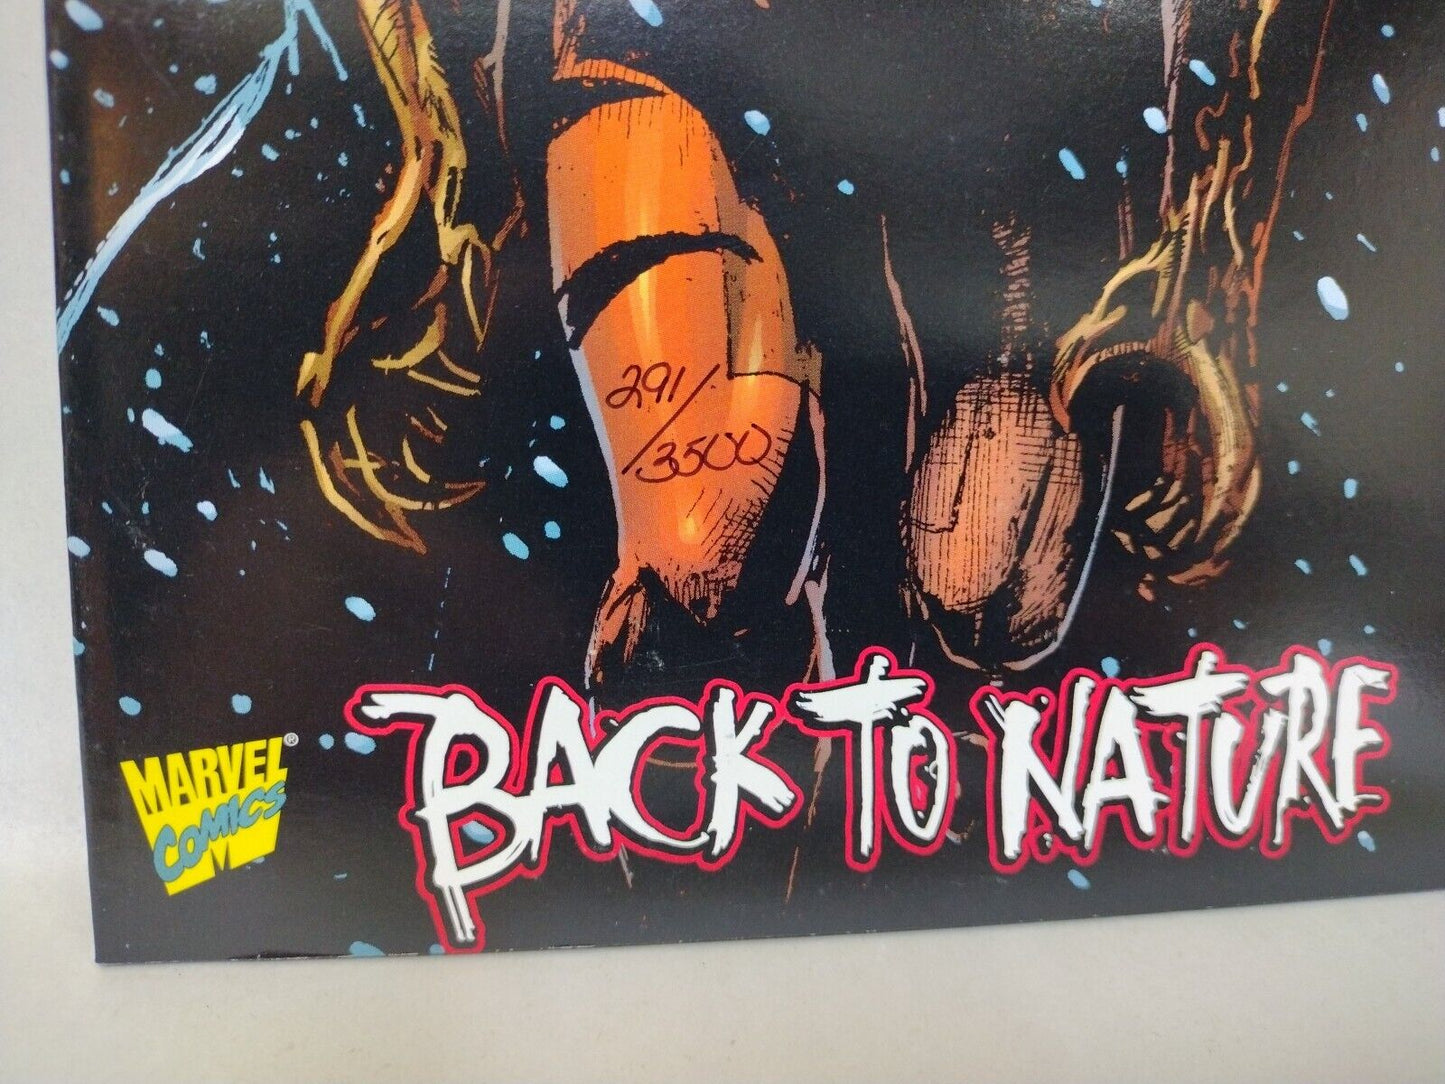 291/
3500
BACK TO NATURE
MARVEL®
COMICS